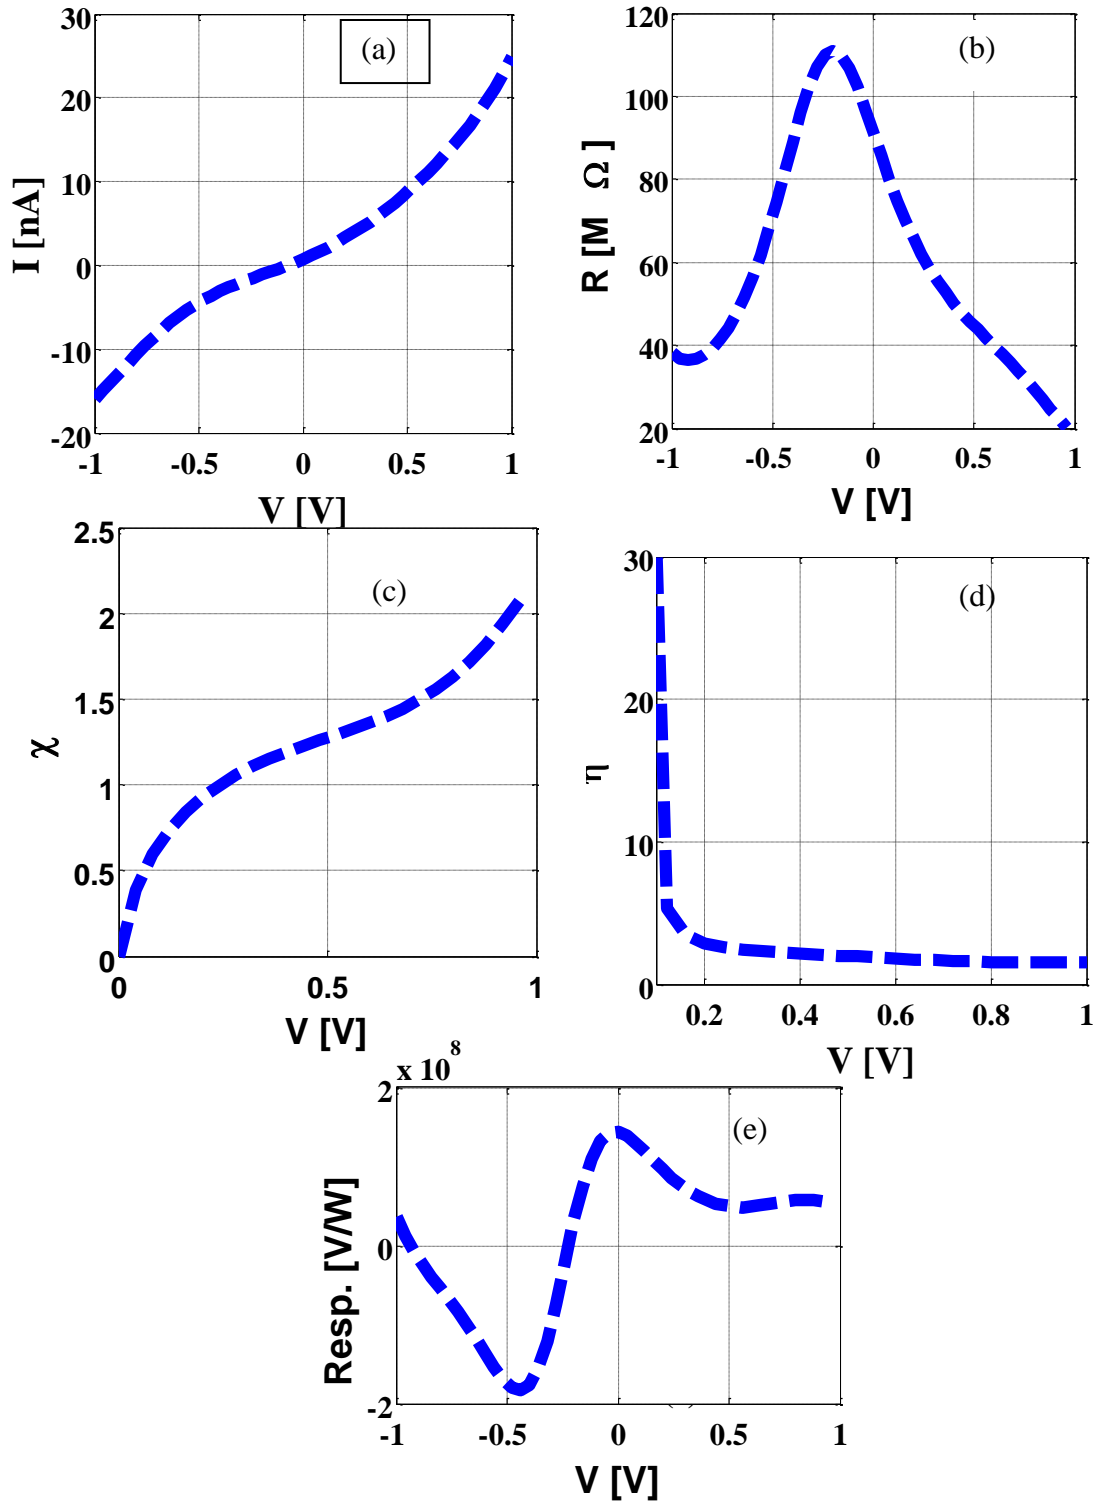 (a)
30
20
10
0
-10
-20
I [nA]
-1 -0.5 0 0.5 1
V [V]
(b)
120
100
80
60
40
20
R [M Ω ]
-1 -0.5 0 0.5 1
V [V]
(c)
2.5
2
1.5
1
0.5
0
χ
0 0.5 1
V [V]
(d)
30
20
10
0
η
0.2 0.4 0.6 0.8 1
V [V]
(e)
x 10^8
2
0
-2
Resp. [V/W]
-1 -0.5 0 0.5 1
V [V]